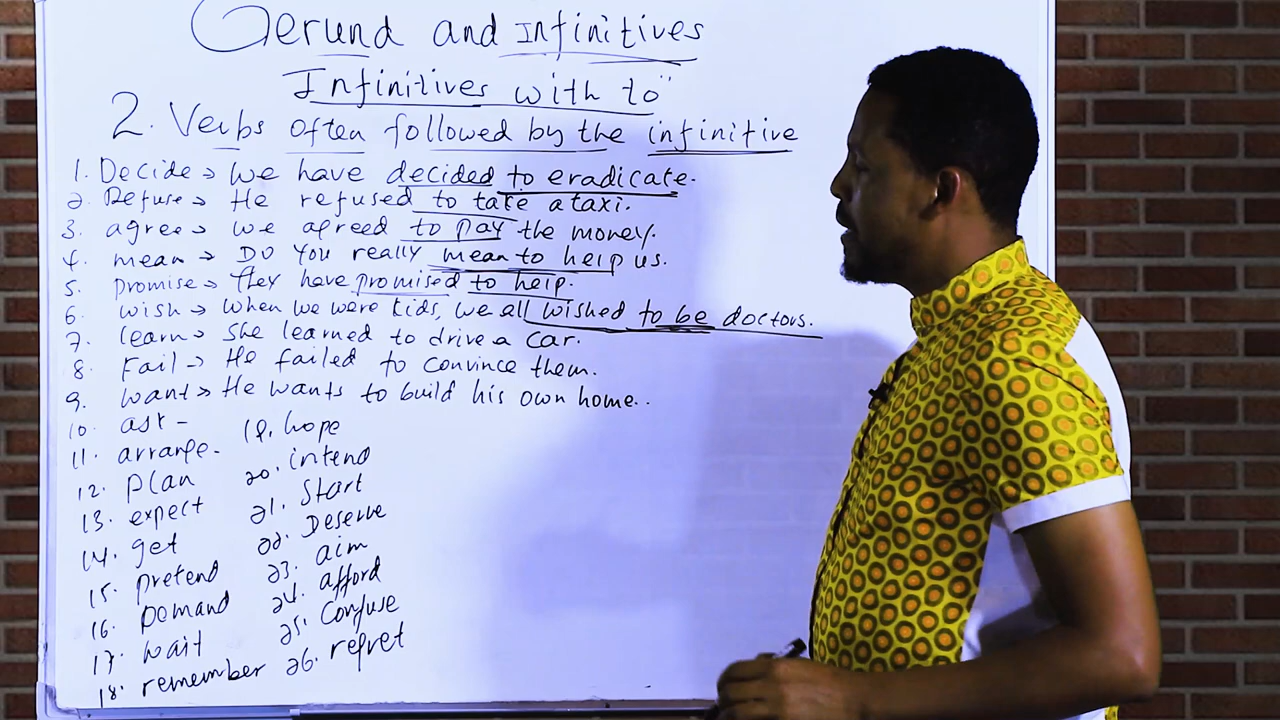 Gerund and Infinitives
Infinitives with to"
2. Verbs often followed by the infinitive
1. Decide → We have decided to eradicate.
2. Refuse → He refused to take a taxi.
3. agree → we agreed to pay the money.
4. mean → Do You really mean to help us.
5. promise → They have promised to help.
6. wish → when we were kids, we all wished to be doctors.
7. learn → she learned to drive a car.
8. Fail → He failed to convince them.
9. want → He wants to build his own home..
10. ask -
11. arrange -
12. plan
13. expect
14. get
15. pretend
16. Demand
17. wait
18. remember
19. hope
20. intend
21. Start
22. Deserve
23. aim
24. afford
25. Confuse
26. regret